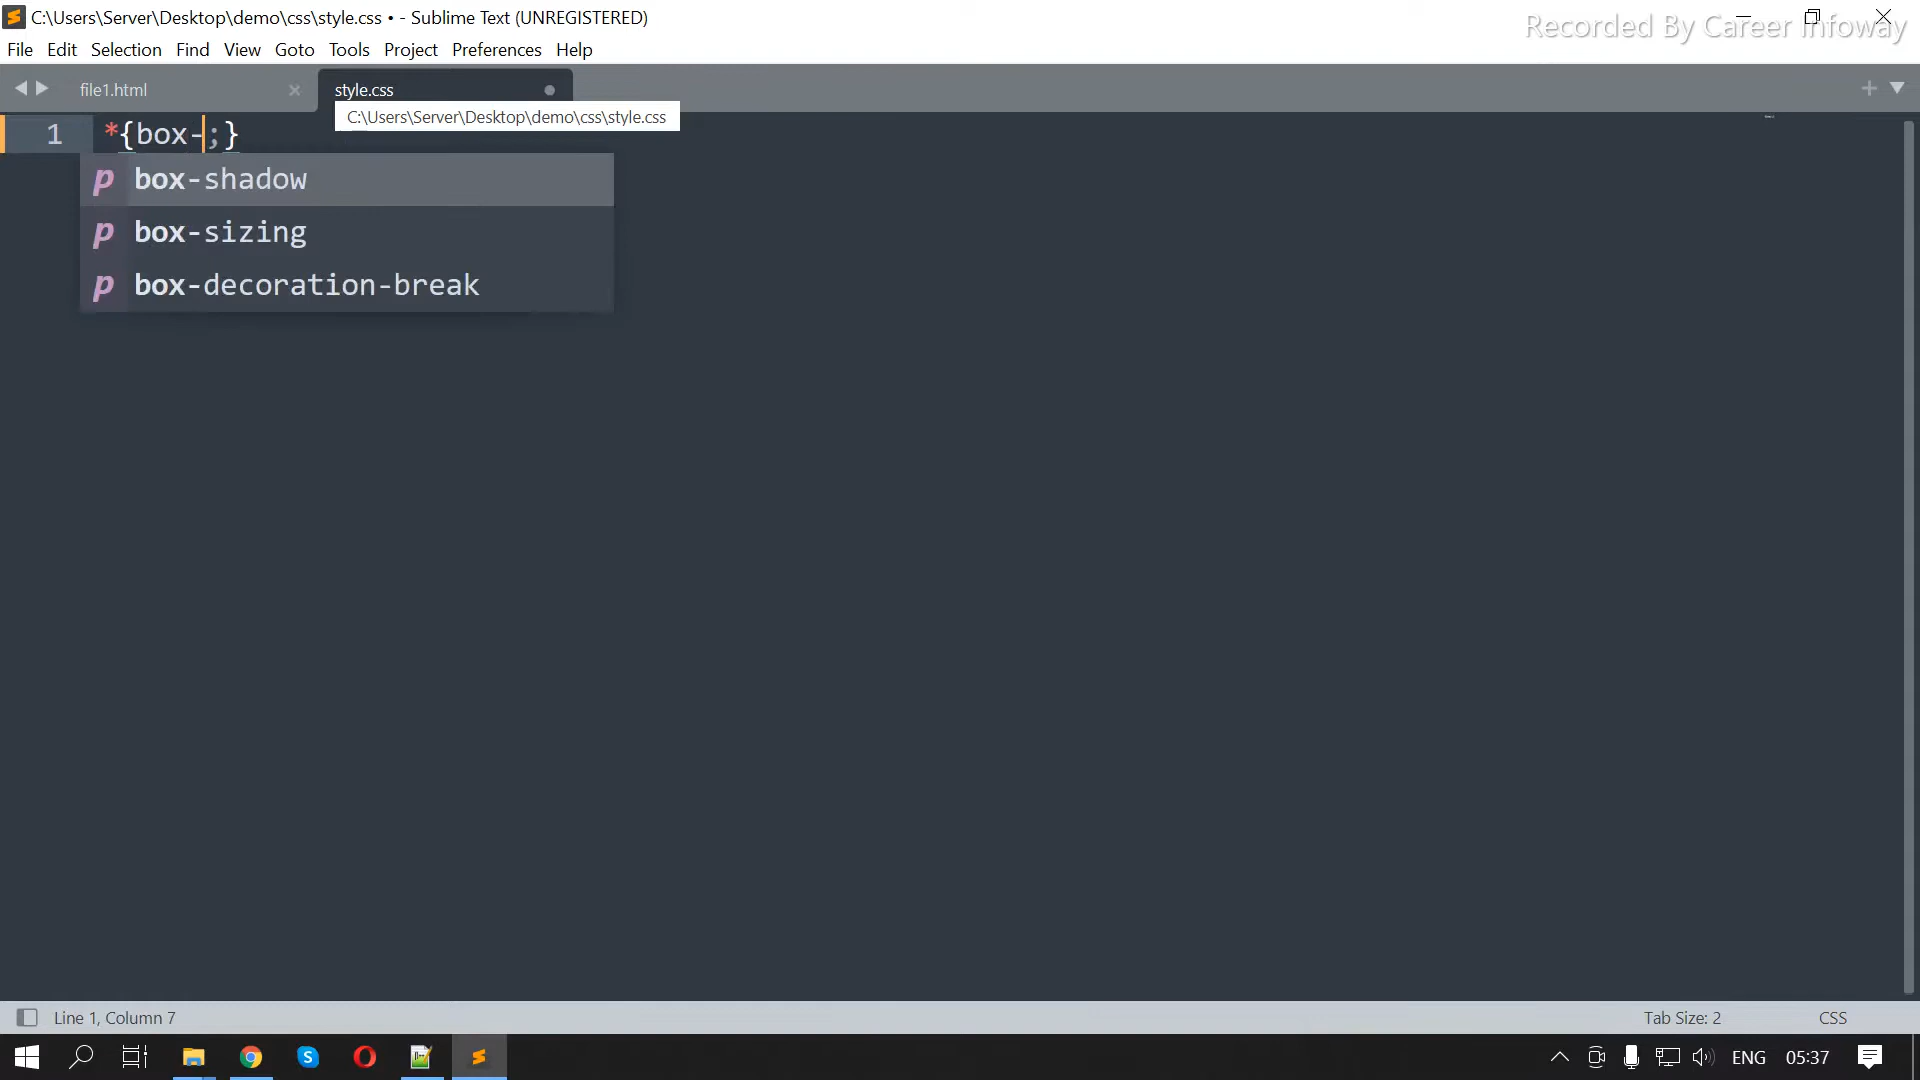 C:\Users\Server\Desktop\demo\css\style.css • - Sublime Text (UNREGISTERED)
Recorded By Career Infoway
File Edit Selection Find View Goto Tools Project Preferences Help
file1.html
style.css
C:\Users\Server\Desktop\demo\css\style.css
1 *{box-;}
p box-shadow
p box-sizing
p box-decoration-break
Line 1, Column 7
Tab Size: 2
CSS
ENG
05:37